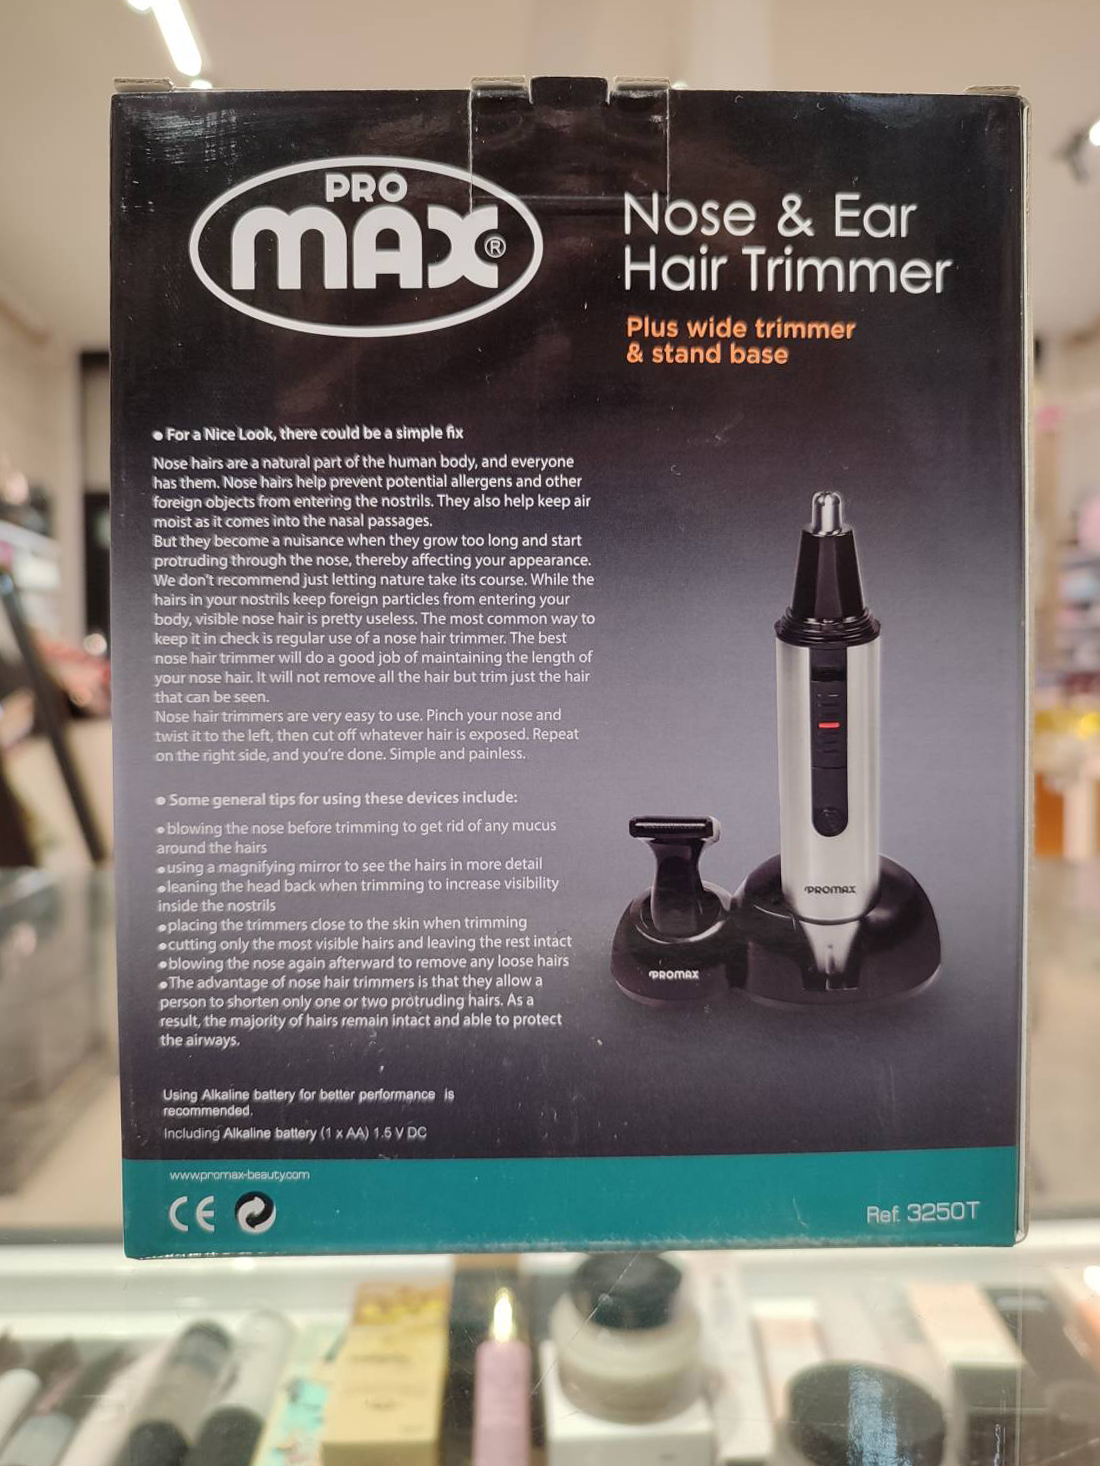 PRO
MAX®
Nose & Ear
Hair Trimmer
Plus wide trimmer
& stand base
• For a Nice Look, there could be a simple fix
Nose hairs are a natural part of the human body, and everyone
has them. Nose hairs help prevent potential allergens and other
foreign objects from entering the nostrils. They also help keep air
moist as it comes into the nasal passages.
But they become a nuisance when they grow too long and start
protruding through the nose, thereby affecting your appearance.
We don't recommend just letting nature take its course. While the
hairs in your nostrils keep foreign particles from entering your
body, visible nose hair is pretty useless. The most common way to
keep it in check is regular use of a nose hair trimmer. The best
nose hair trimmer will do a good job of maintaining the length of
your nose hair. It will not remove all the hair but trim just the hair
that can be seen.
Nose hair trimmers are very easy to use. Pinch your nose and
twist it to the left, then cut off whatever hair is exposed. Repeat
on the right side, and you're done. Simple and painless.
• Some general tips for using these devices include:
• blowing the nose before trimming to get rid of any mucus
around the hairs
• using a magnifying mirror to see the hairs in more detail
• leaning the head back when trimming to increase visibility
inside the nostrils
• placing the trimmers close to the skin when trimming
• cutting only the most visible hairs and leaving the rest intact
• blowing the nose again afterward to remove any loose hairs
• The advantage of nose hair trimmers is that they allow a
person to shorten only one or two protruding hairs. As a
result, the majority of hairs remain intact and able to protect
the airways.
PROMAX
PROMAX
Using Alkaline battery for better performance is
recommended.
Including Alkaline battery (1 x AA) 1.5 V DC
www.promax-beauty.com
CE
Ref. 3250T